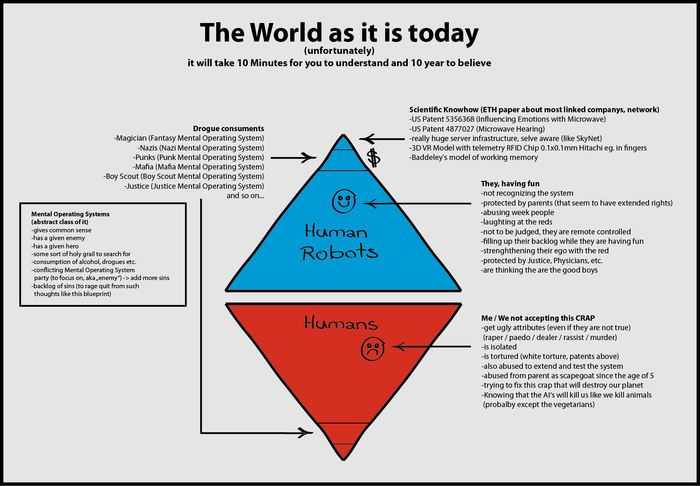 The World as it is today
(unfortunately)
it will take 10 Minutes for you to understand and 10 year to believe
Scientific Knowhow (ETH paper about most linked companys, network)
-US Patent 5356368 (Influencing Emotions with Microwave)
-US Patent 4877027 (Microwave Hearing)
-really huge server infrastructure, selve aware (like SkyNet)
-3D VR Model with telemetry RFID Chip 0.1x0.1mm Hitachi eg. in fingers
-Baddeley's model of working memory
Drogue consuments
-Magician (Fantasy Mental Operating System)
-Nazis (Nazi Mental Operating System)
-Punks (Punk Mental Operating System)
-Mafia (Mafia Mental Operating System)
-Boy Scout (Boy Scout Mental Operating System)
-Justice (Justice Mental Operating System)
and so on...
$
They, having fun
-not recognizing the system
-protected by parents (that seem to have extended rights)
-abusing week people
-laughting at the reds
-not to be judged, they are remote controlled
-filling up their backlog while they are having fun
-strenghthening their ego with the red
-protected by Justice, Physicians, etc.
-are thinking the are the good boys
Human
Robots
Mental Operating Systems
(abstract class of it)
-gives common sense
-has a given enemy
-has a given hero
-some sort of holy grail to search for
-consumption of alcohol, drogues etc.
-conflicting Mental Operating System
party (to focus on, aka „enemy“) -> add more sins
-backlog of sins (to rage quit from such
thoughts like this blueprint)
Humans
Me / We not accepting this CRAP
-get ugly attributes (even if they are not true)
(raper / paedo / dealer / rassist / murder)
-is isolated
-is tortured (white torture, patents above)
-also abused to extend and test the system
-abused from parent as scapegoat since the age of 5
-trying to fix this crap that will destroy our planet
-Knowing that the AI's will kill us like we kill animals
(probalby except the vegetarians)